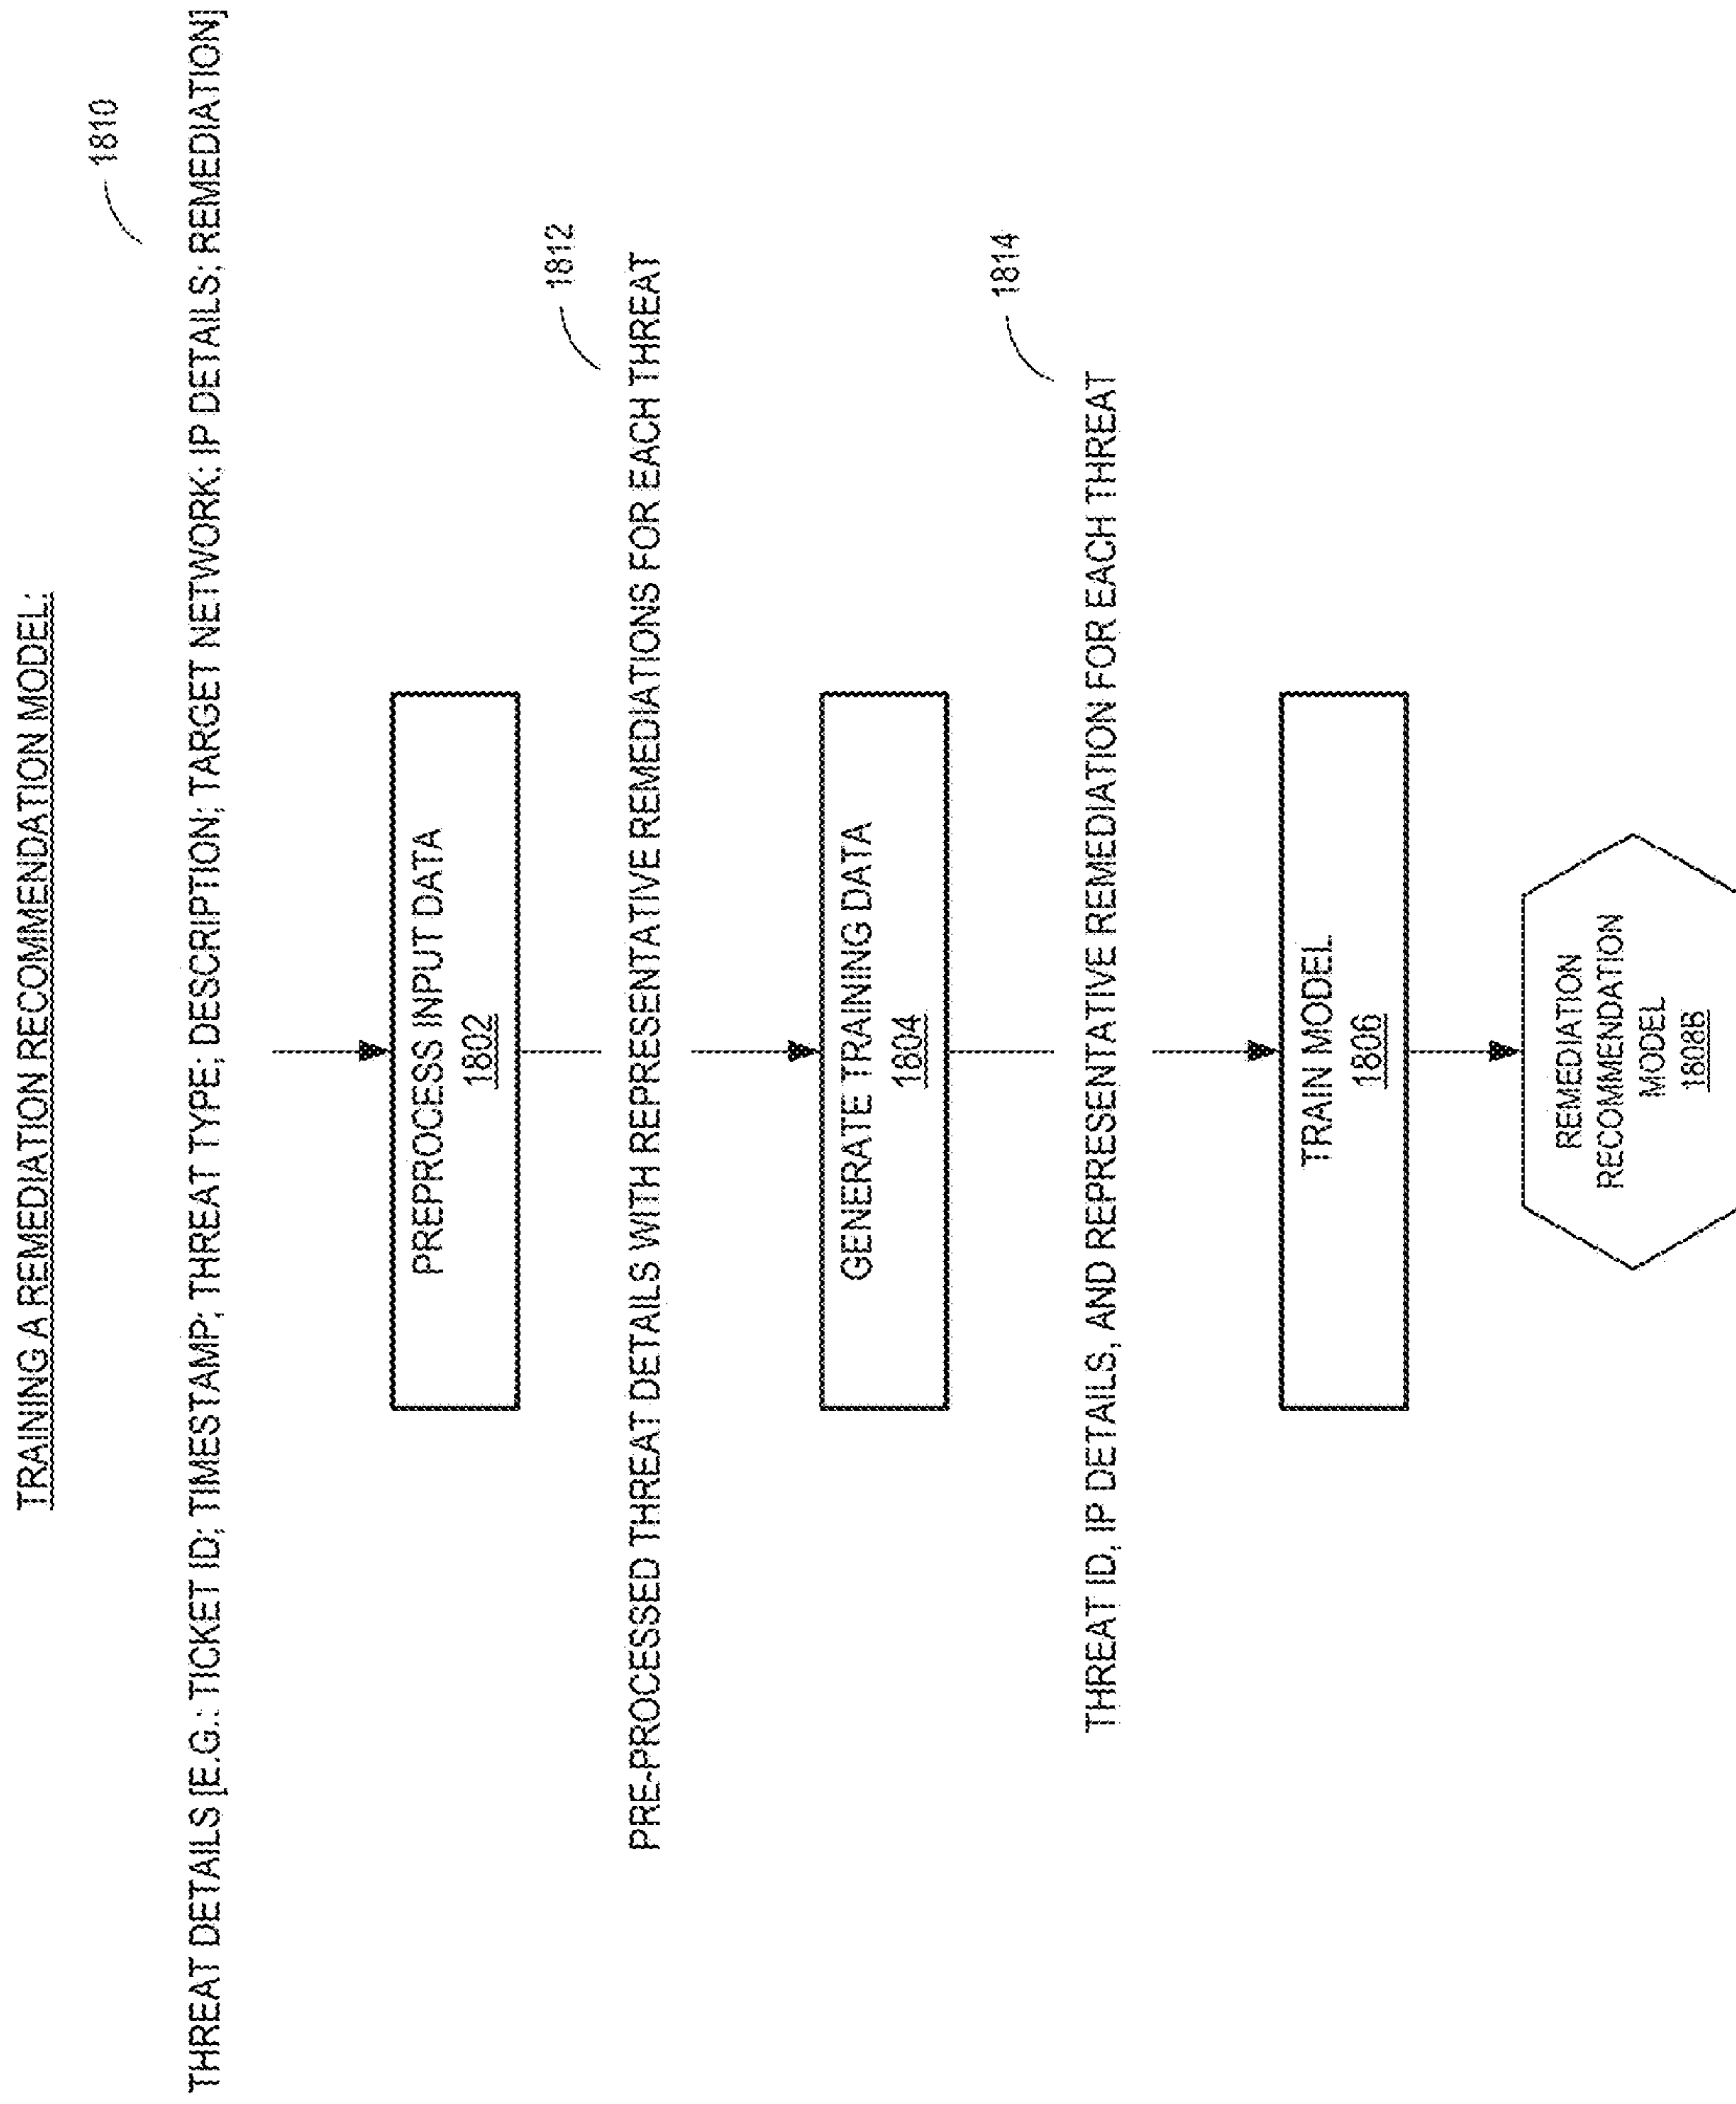 TRAINING A REMEDIATION RECOMMENDATION MODEL:
1810
THREAT DETAILS [E.G.: TICKET ID; TIMESTAMP; THREAT TYPE; DESCRIPTION; TARGET NETWORK; IP DETAILS; REMEDIATION]
PREPROCESS INPUT DATA
1802
1812
PRE-PROCESSED THREAT DETAILS WITH REPRESENTATIVE REMEDIATIONS FOR EACH THREAT
GENERATE TRAINING DATA
1804
1814
THREAT ID, IP DETAILS, AND REPRESENTATIVE REMEDIATION FOR EACH THREAT
TRAIN MODEL
1806
REMEDIATION
RECOMMENDATION
MODEL
1808B